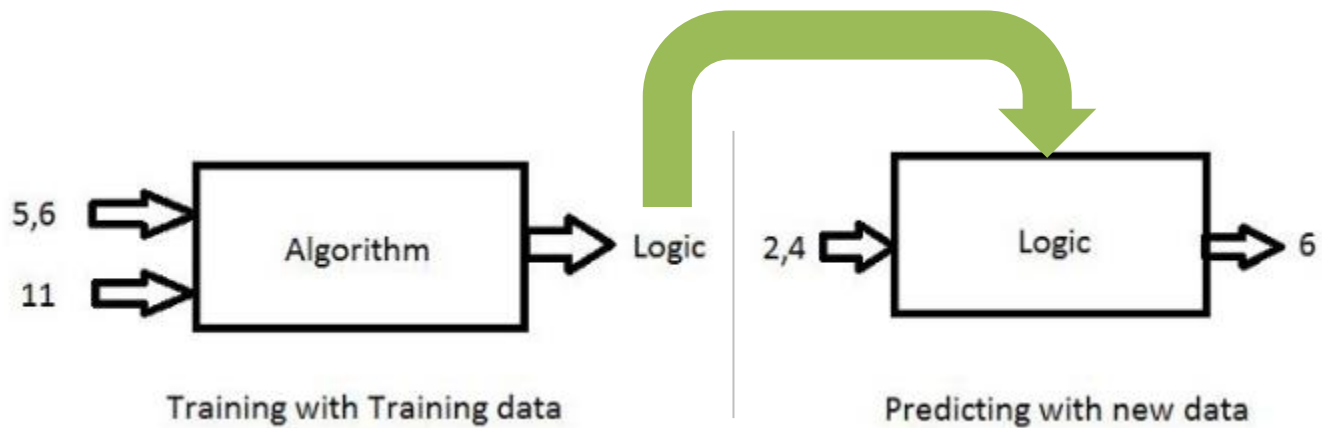 5,6
11
Algorithm
Logic
Training with Training data
2,4
Logic
6
Predicting with new data